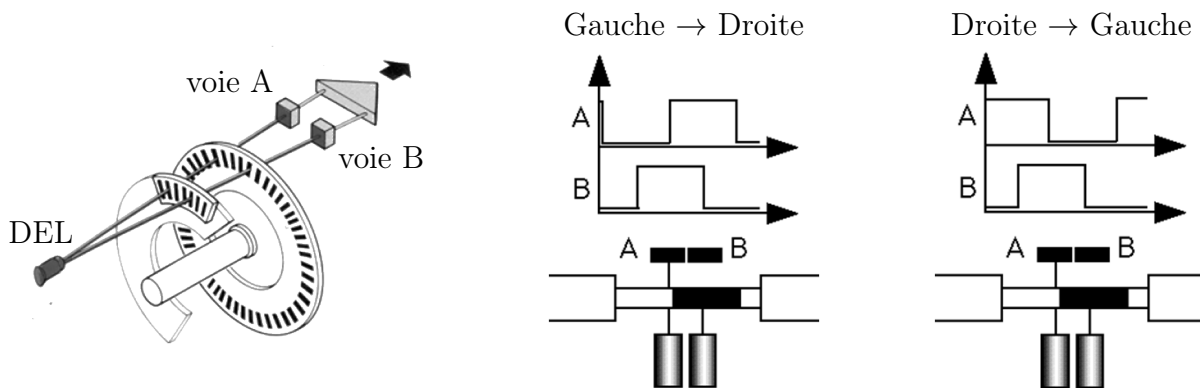 voie A
voie B
DEL
Gauche → Droite
A
B
A
B
Droite → Gauche
A
B
A
B